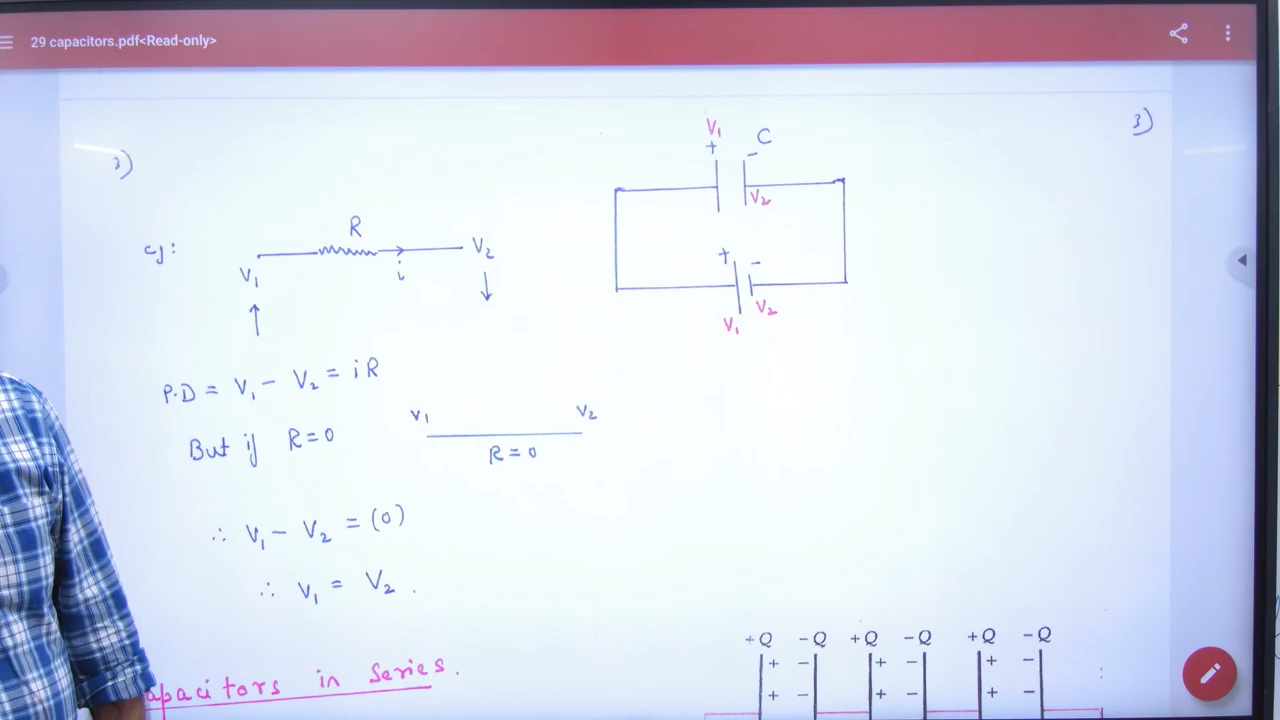 29 capacitors.pdf<Read-only>
3)
3)
eg:
R
V₁
i
V₂
V₁
+
-
C
V₂
+
-
V₁
V₂
P.D = V₁ - V₂ = iR
But if R=0
V₁
V₂
R = 0
∴ V₁ - V₂ = (0)
∴ V₁ = V₂ .
apacitors in series.
+Q -Q +Q -Q +Q -Q
+ - + - + -
+ - + - + -